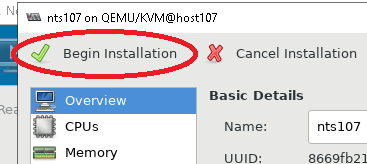 nts107 on QEMU/KVM@host107
Begin Installation
Cancel Installation
Overview
Basic Details
CPUs
Name: nts107
Memory
UUID: 8669fb21